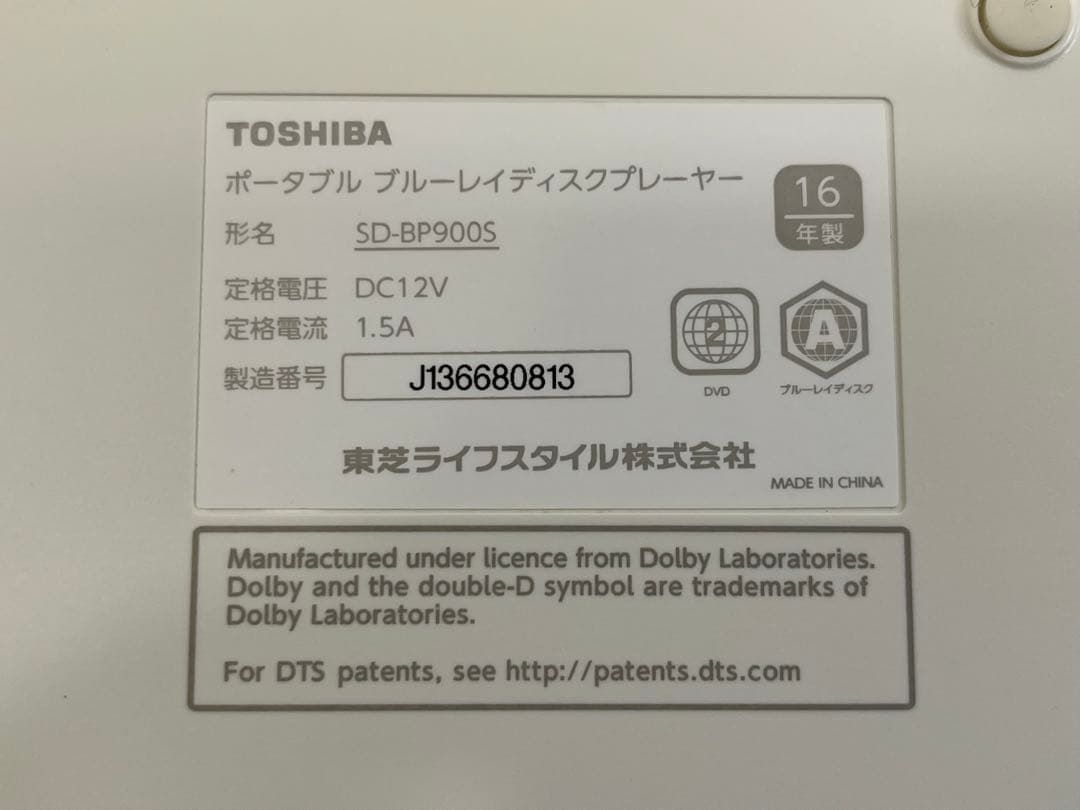 TOSHIBA
ポータブル ブルーレイディスクプレーヤー
16
年製
形名 SD-BP900S
定格電圧 DC12V
定格電流 1.5A
製造番号 J136680813
2
DVD
A
ブルーレイディスク
東芝ライフスタイル株式会社
MADE IN CHINA
Manufactured under licence from Dolby Laboratories.
Dolby and the double-D symbol are trademarks of
Dolby Laboratories.
For DTS patents, see http://patents.dts.com